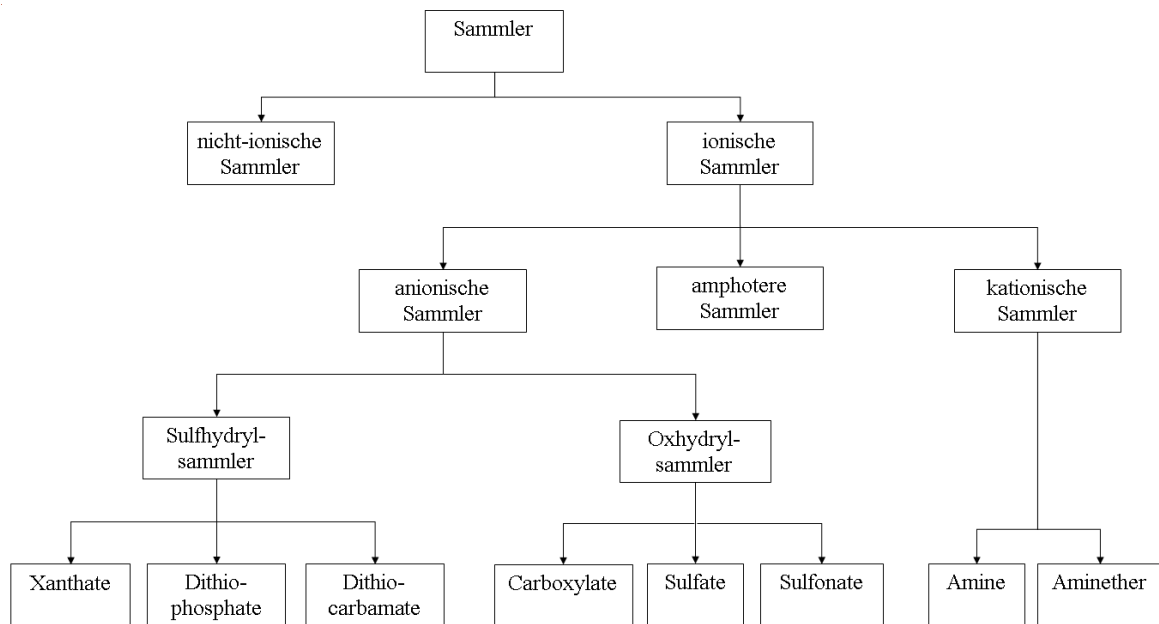 Sammler
nicht-ionische
Sammler
ionische
Sammler
anionische
Sammler
amphotere
Sammler
kationische
Sammler
Sulfhydryl-
sammler
Oxhydryl-
sammler
Xanthate
Dithio-
phosphate
Dithio-
carbamate
Carboxylate
Sulfate
Sulfonate
Amine
Aminether